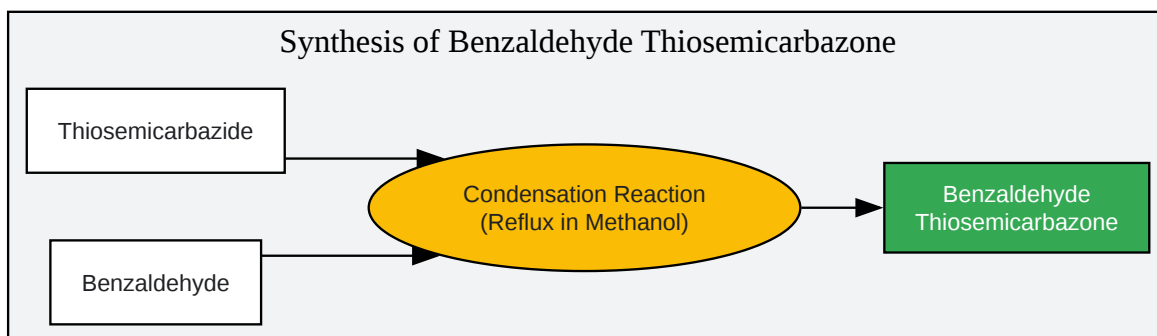 Synthesis of Benzaldehyde Thiosemicarbazone
Thiosemicarbazide
Condensation Reaction
(Reflux in Methanol)
Benzaldehyde
Thiosemicarbazone
Benzaldehyde